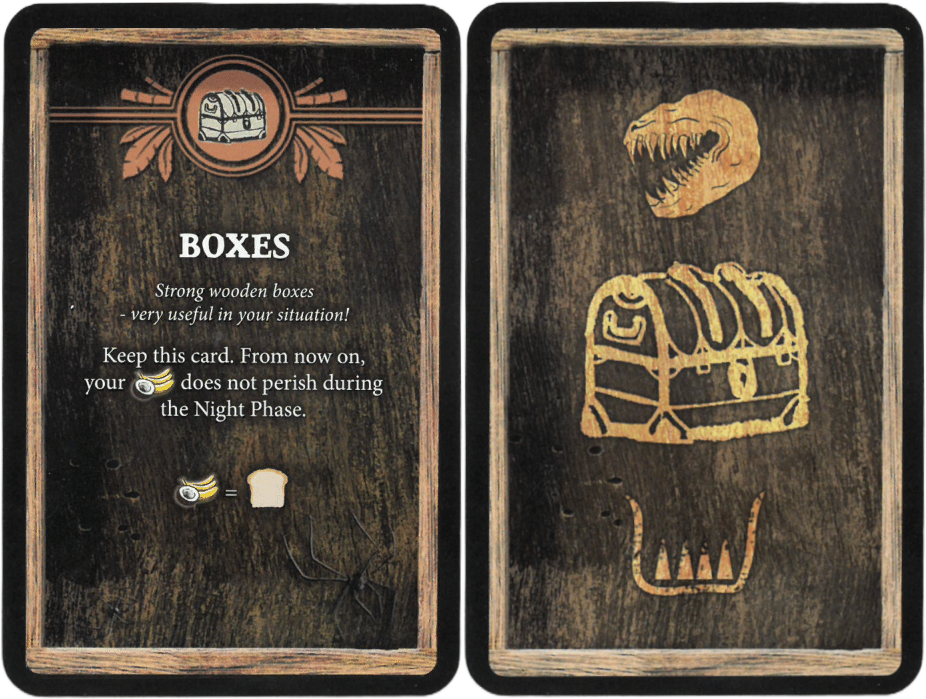 BOXES
Strong wooden boxes
- very useful in your situation!
Keep this card. From now on,
your does not perish during
the Night Phase.
=